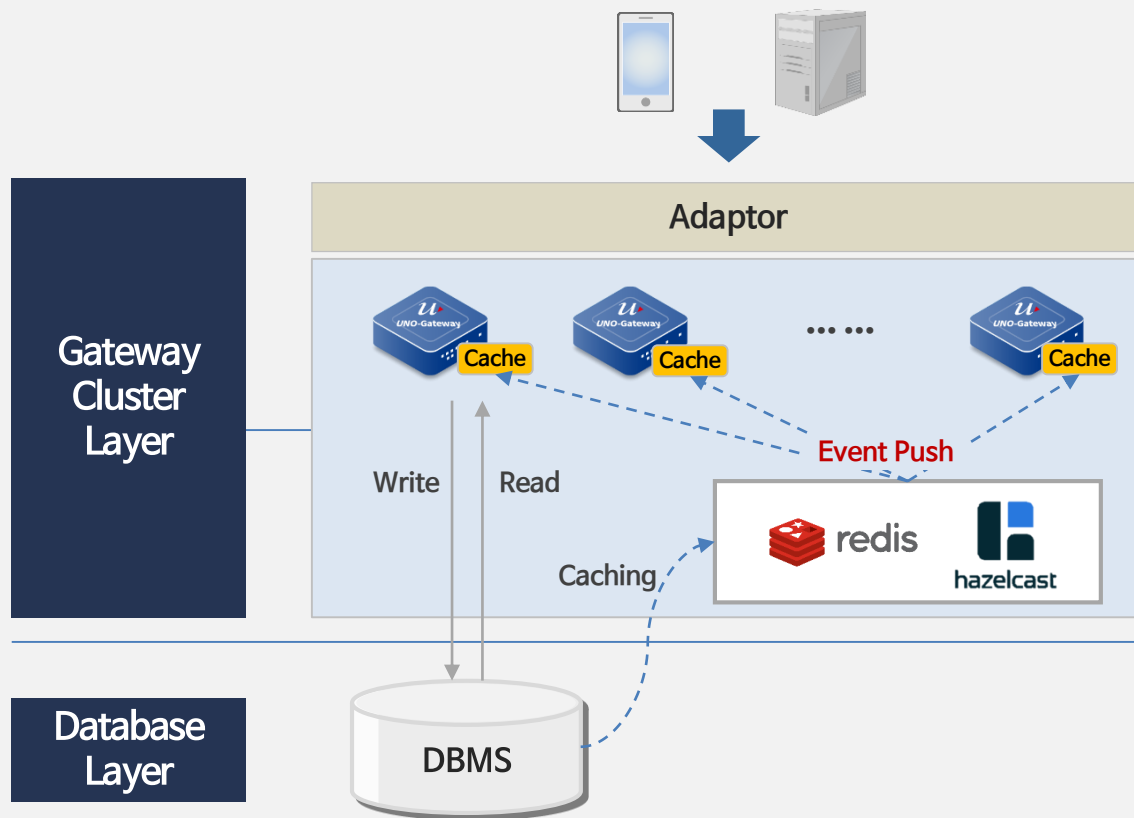 Adaptor
Gateway
Cluster
Layer
u
UNO-Gateway
Cache
u
UNO-Gateway
Cache
... ...
u
UNO-Gateway
Cache
Event Push
Write
Read
redis
hazelcast
Caching
Database
Layer
DBMS